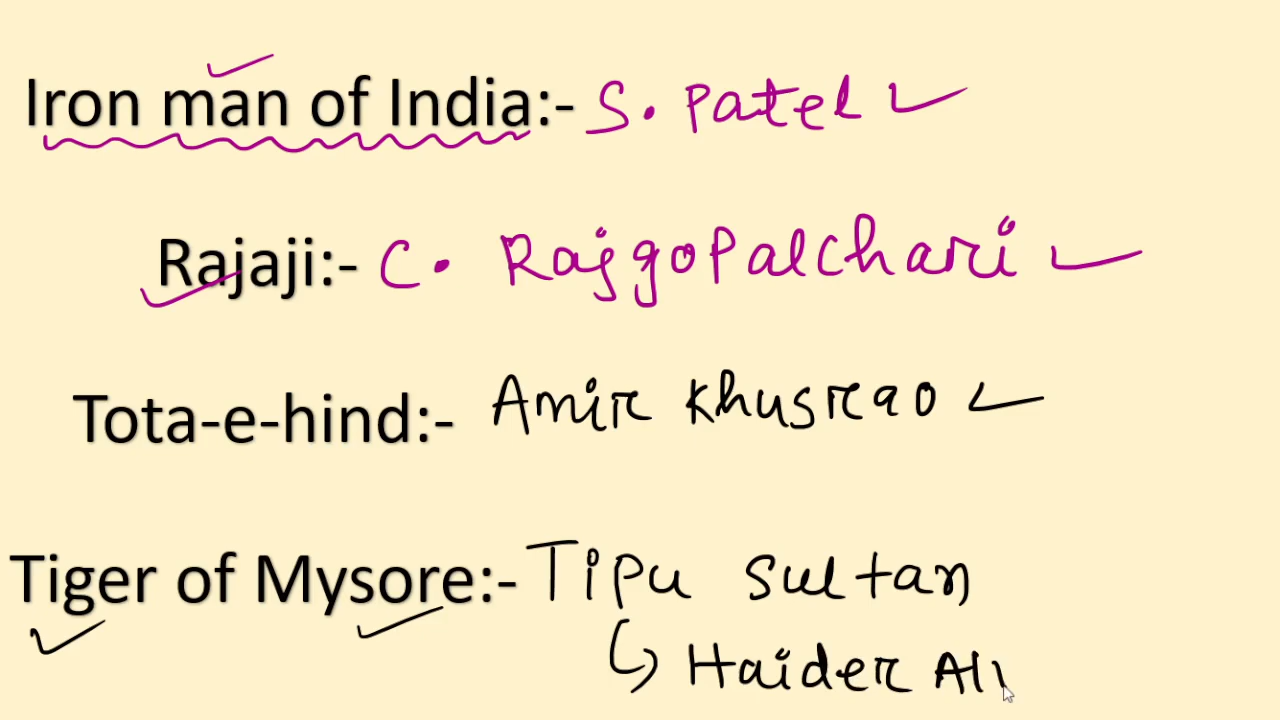 Iron man of India:- S. Patel
Rajaji:- C. Rajgopalchari
Tota-e-hind:- Amir Khusrao
Tiger of Mysore:- Tipu Sultan
Haider Ali